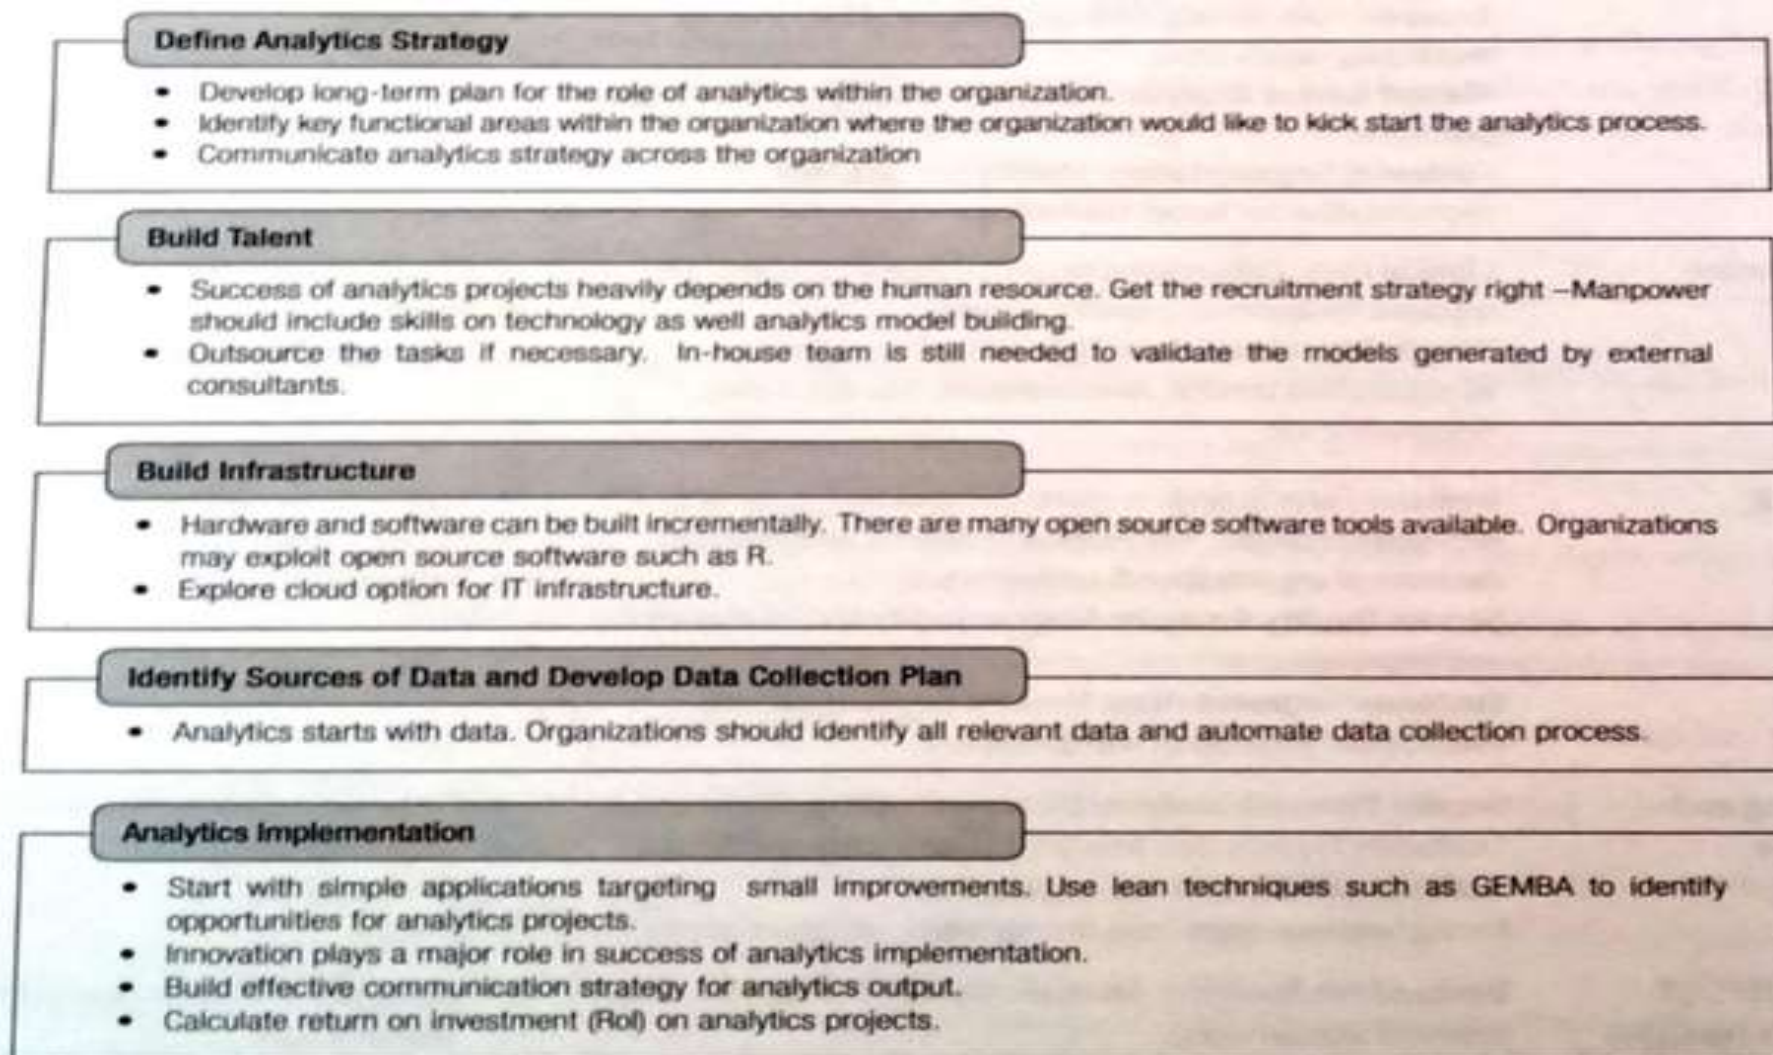 Define Analytics Strategy
• Develop long-term plan for the role of analytics within the organization.
• Identify key functional areas within the organization where the organization would like to kick start the analytics process.
• Communicate analytics strategy across the organization
Build Talent
• Success of analytics projects heavily depends on the human resource. Get the recruitment strategy right –Manpower
should include skills on technology as well analytics model building.
• Outsource the tasks if necessary. In-house team is still needed to validate the models generated by external
consultants.
Build Infrastructure
• Hardware and software can be built incrementally. There are many open source software tools available. Organizations
may exploit open source software such as R.
• Explore cloud option for IT infrastructure.
Identify Sources of Data and Develop Data Collection Plan
• Analytics starts with data. Organizations should identify all relevant data and automate data collection process.
Analytics Implementation
• Start with simple applications targeting small improvements. Use lean techniques such as GEMBA to identify
opportunities for analytics projects.
• Innovation plays a major role in success of analytics implementation.
• Build effective communication strategy for analytics output.
• Calculate return on investment (RoI) on analytics projects.